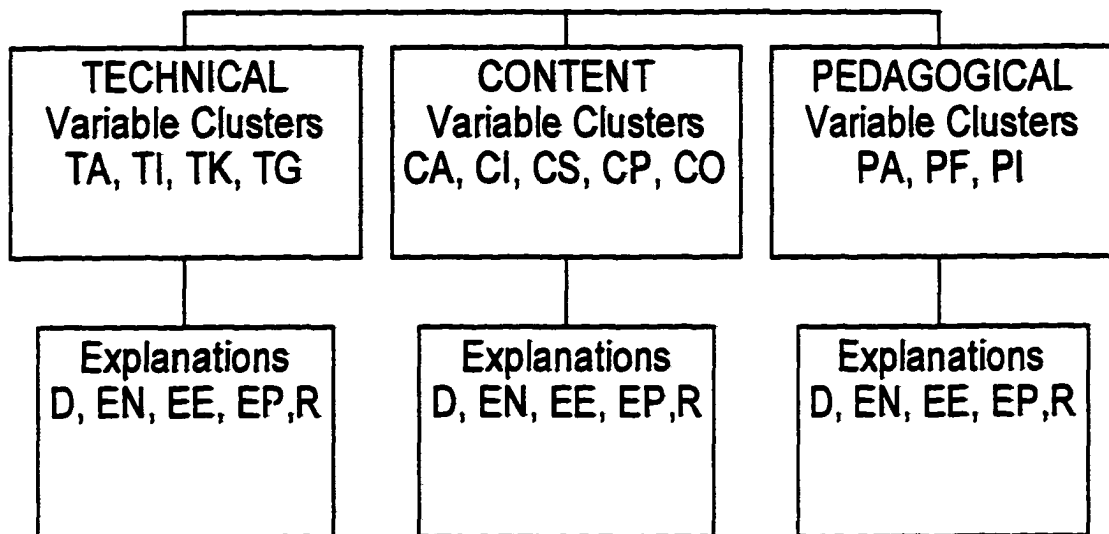 TECHNICAL
Variable Clusters
TA, TI, TK, TG
CONTENT
Variable Clusters
CA, CI, CS, CP, CO
PEDAGOGICAL
Variable Clusters
PA, PF, PI
Explanations
D, EN, EE, EP,R
Explanations
D, EN, EE, EP,R
Explanations
D, EN, EE, EP,R